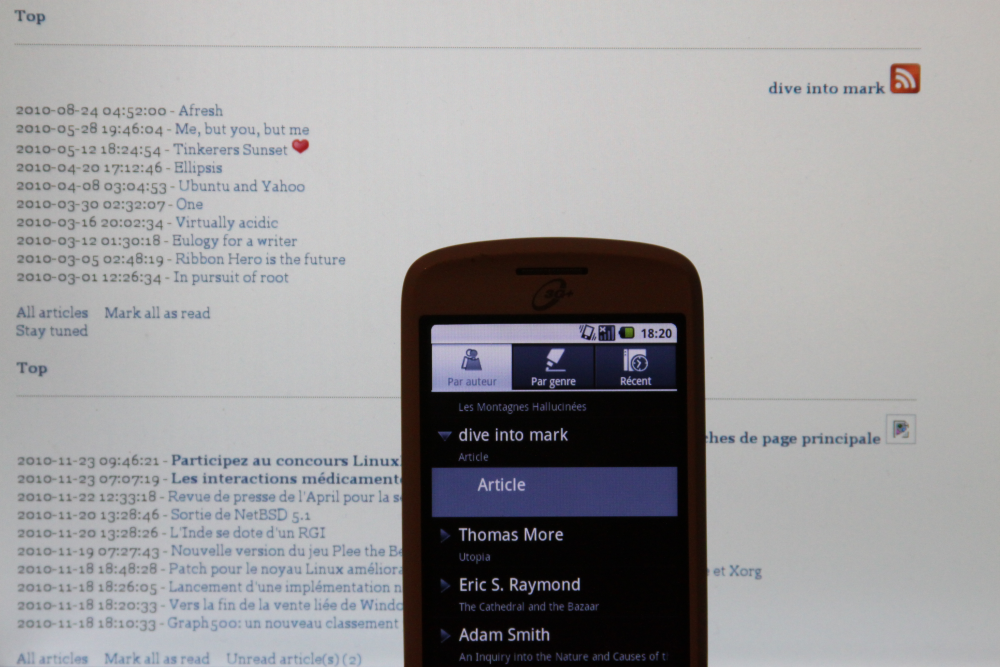 Top
dive into mark
2010-08-24 04:52:00 - Afresh
2010-05-28 19:46:04 - Me, but you, but me
2010-05-12 18:24:54 - Tinkerers Sunset
2010-04-20 17:12:46 - Ellipsis
2010-04-08 03:04:53 - Ubuntu and Yahoo
2010-03-30 02:32:07 - One
2010-03-16 20:02:34 - Virtually acidic
2010-03-12 01:30:18 - Eulogy for a writer
2010-03-05 02:48:19 - Ribbon Hero is the future
2010-03-01 12:26:34 - In pursuit of root
All articles Mark all as read
Stay tuned
Top
ches de page principale
2010-11-23 09:46:21 - Participez au concours Linux
2010-11-23 07:07:19 - Les interactions médicament
2010-11-22 12:33:18 - Revue de presse de l'April pour la s
2010-11-20 13:28:46 - Sortie de NetBSD 5.1
2010-11-20 13:28:26 - L'Inde se dote d'un RGI
2010-11-19 07:27:43 - Nouvelle version du jeu Plee the Be
2010-11-18 18:48:28 - Patch pour le noyau Linux améliora
et Xorg
2010-11-18 18:26:05 - Lancement d'une implémentation n
2010-11-18 18:20:33 - Vers la fin de la vente liée de Windo
2010-11-18 18:10:33 - Graph500: un nouveau classement
All articles Mark all as read Unread article(s) (2)
3G+
18:20
Par auteur Par genre Récent
Les Montagnes Hallucinées
dive into mark
Article
Article
Thomas More
Utopia
Eric S. Raymond
The Cathedral and the Bazaar
Adam Smith
An Inquiry into the Nature and Causes of t